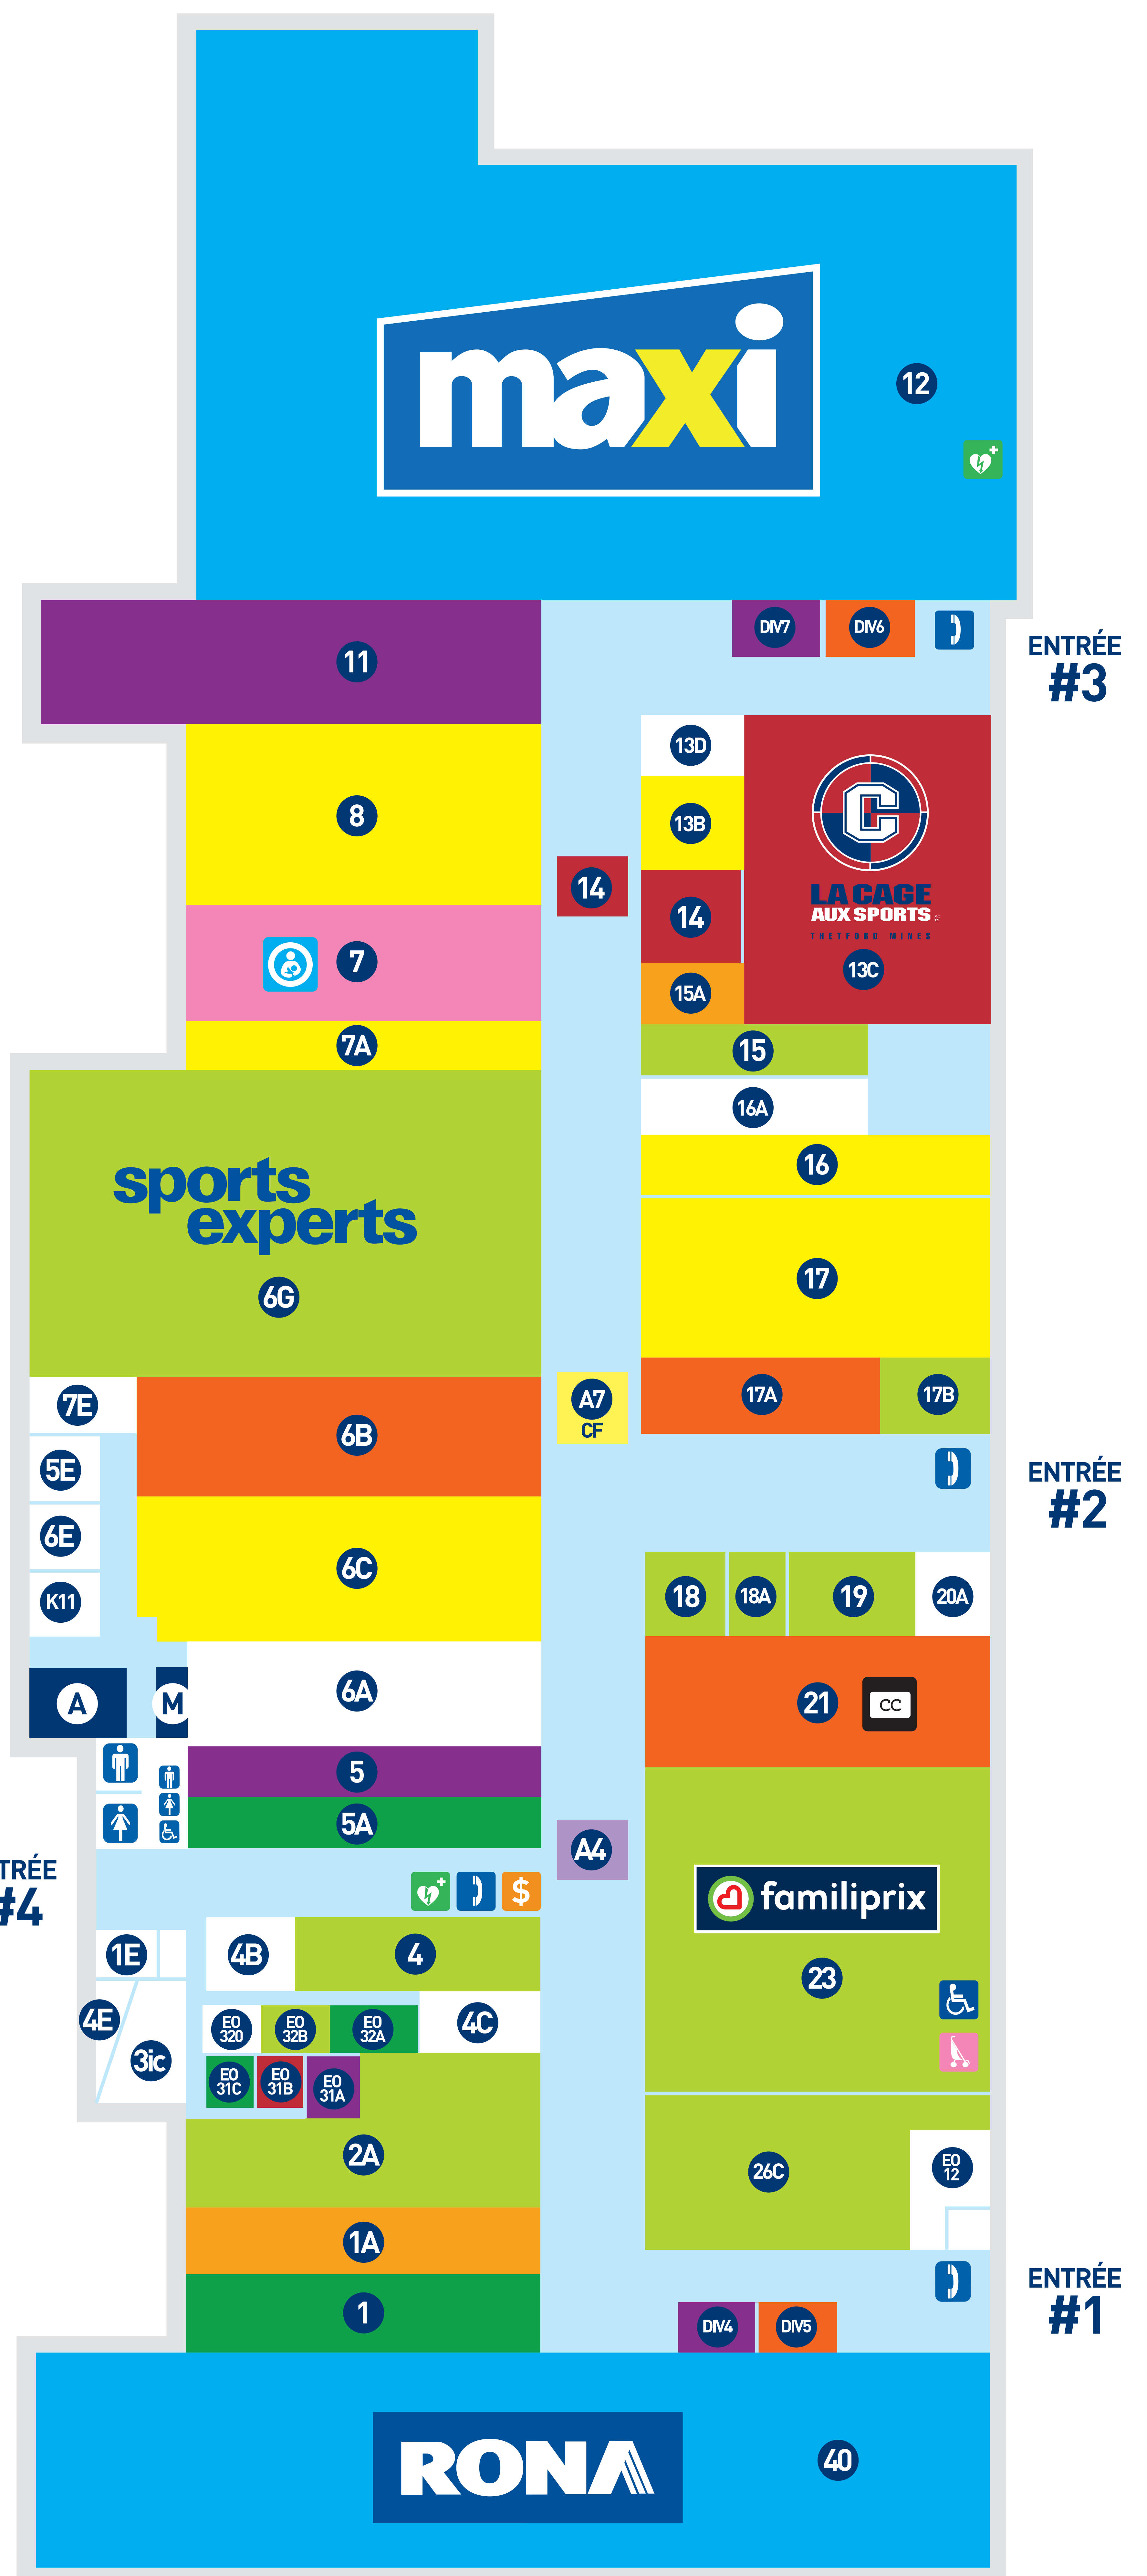 maxi
12
11
DIV7
DIV6
ENTRÉE
#3
13D
8
13B
14
14
LA CAGE
AUX SPORTS
THETFORD MINES
13C
7
15A
7A
15
16A
16
sports
experts
6G
17
7E
A7
CF
17A
17B
6B
5E
ENTRÉE
#2
6E
6C
K11
18
18A
19
20A
A
M
6A
21
CC
5
5A
A4
TRÉE
#4
$
familiprix
1E
4B
4
23
4E
EO
320
EO
32B
EO
32A
4C
3ic
EO
31C
EO
31B
EO
31A
2A
26C
EO
12
1A
ENTRÉE
#1
1
DIV4
DIV5
RONA
40